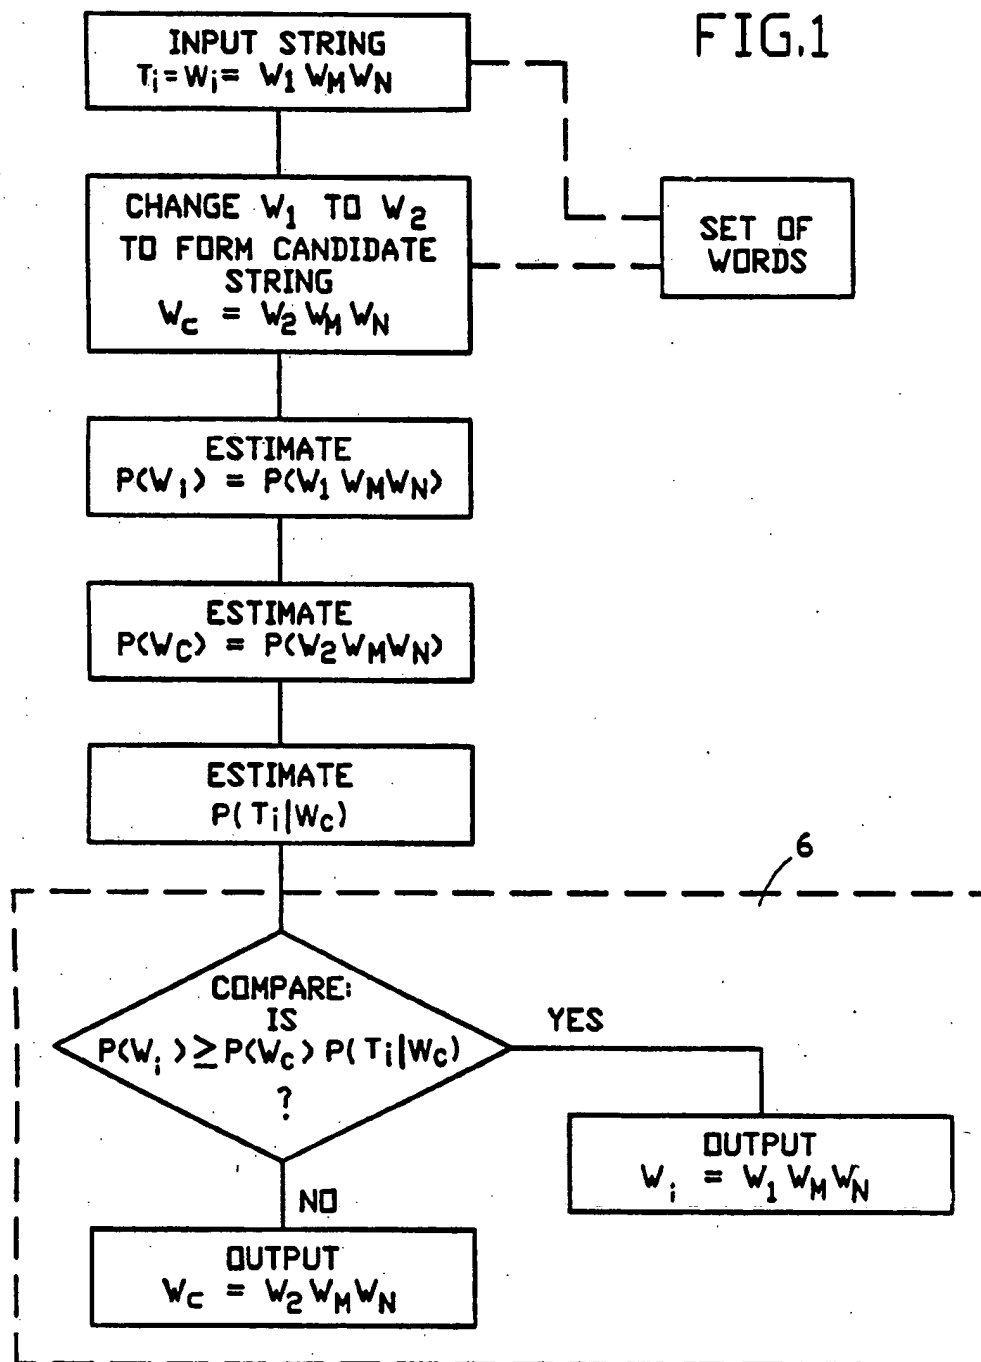 FIG.1
INPUT STRING
Ti = Wi = W1 WM WN
CHANGE W1 TO W2
TO FORM CANDIDATE
STRING
Wc = W2 WM WN
SET OF
WORDS
ESTIMATE
P(Wi) = P(W1 WM WN)
ESTIMATE
P(WC) = P(W2 WM WN)
ESTIMATE
P(Ti|WC)
6
COMPARE:
IS
P(Wi) ≥ P(Wc) P(Ti|WC)
?
YES
OUTPUT
Wi = W1 WM WN
NO
OUTPUT
Wc = W2 WM WN